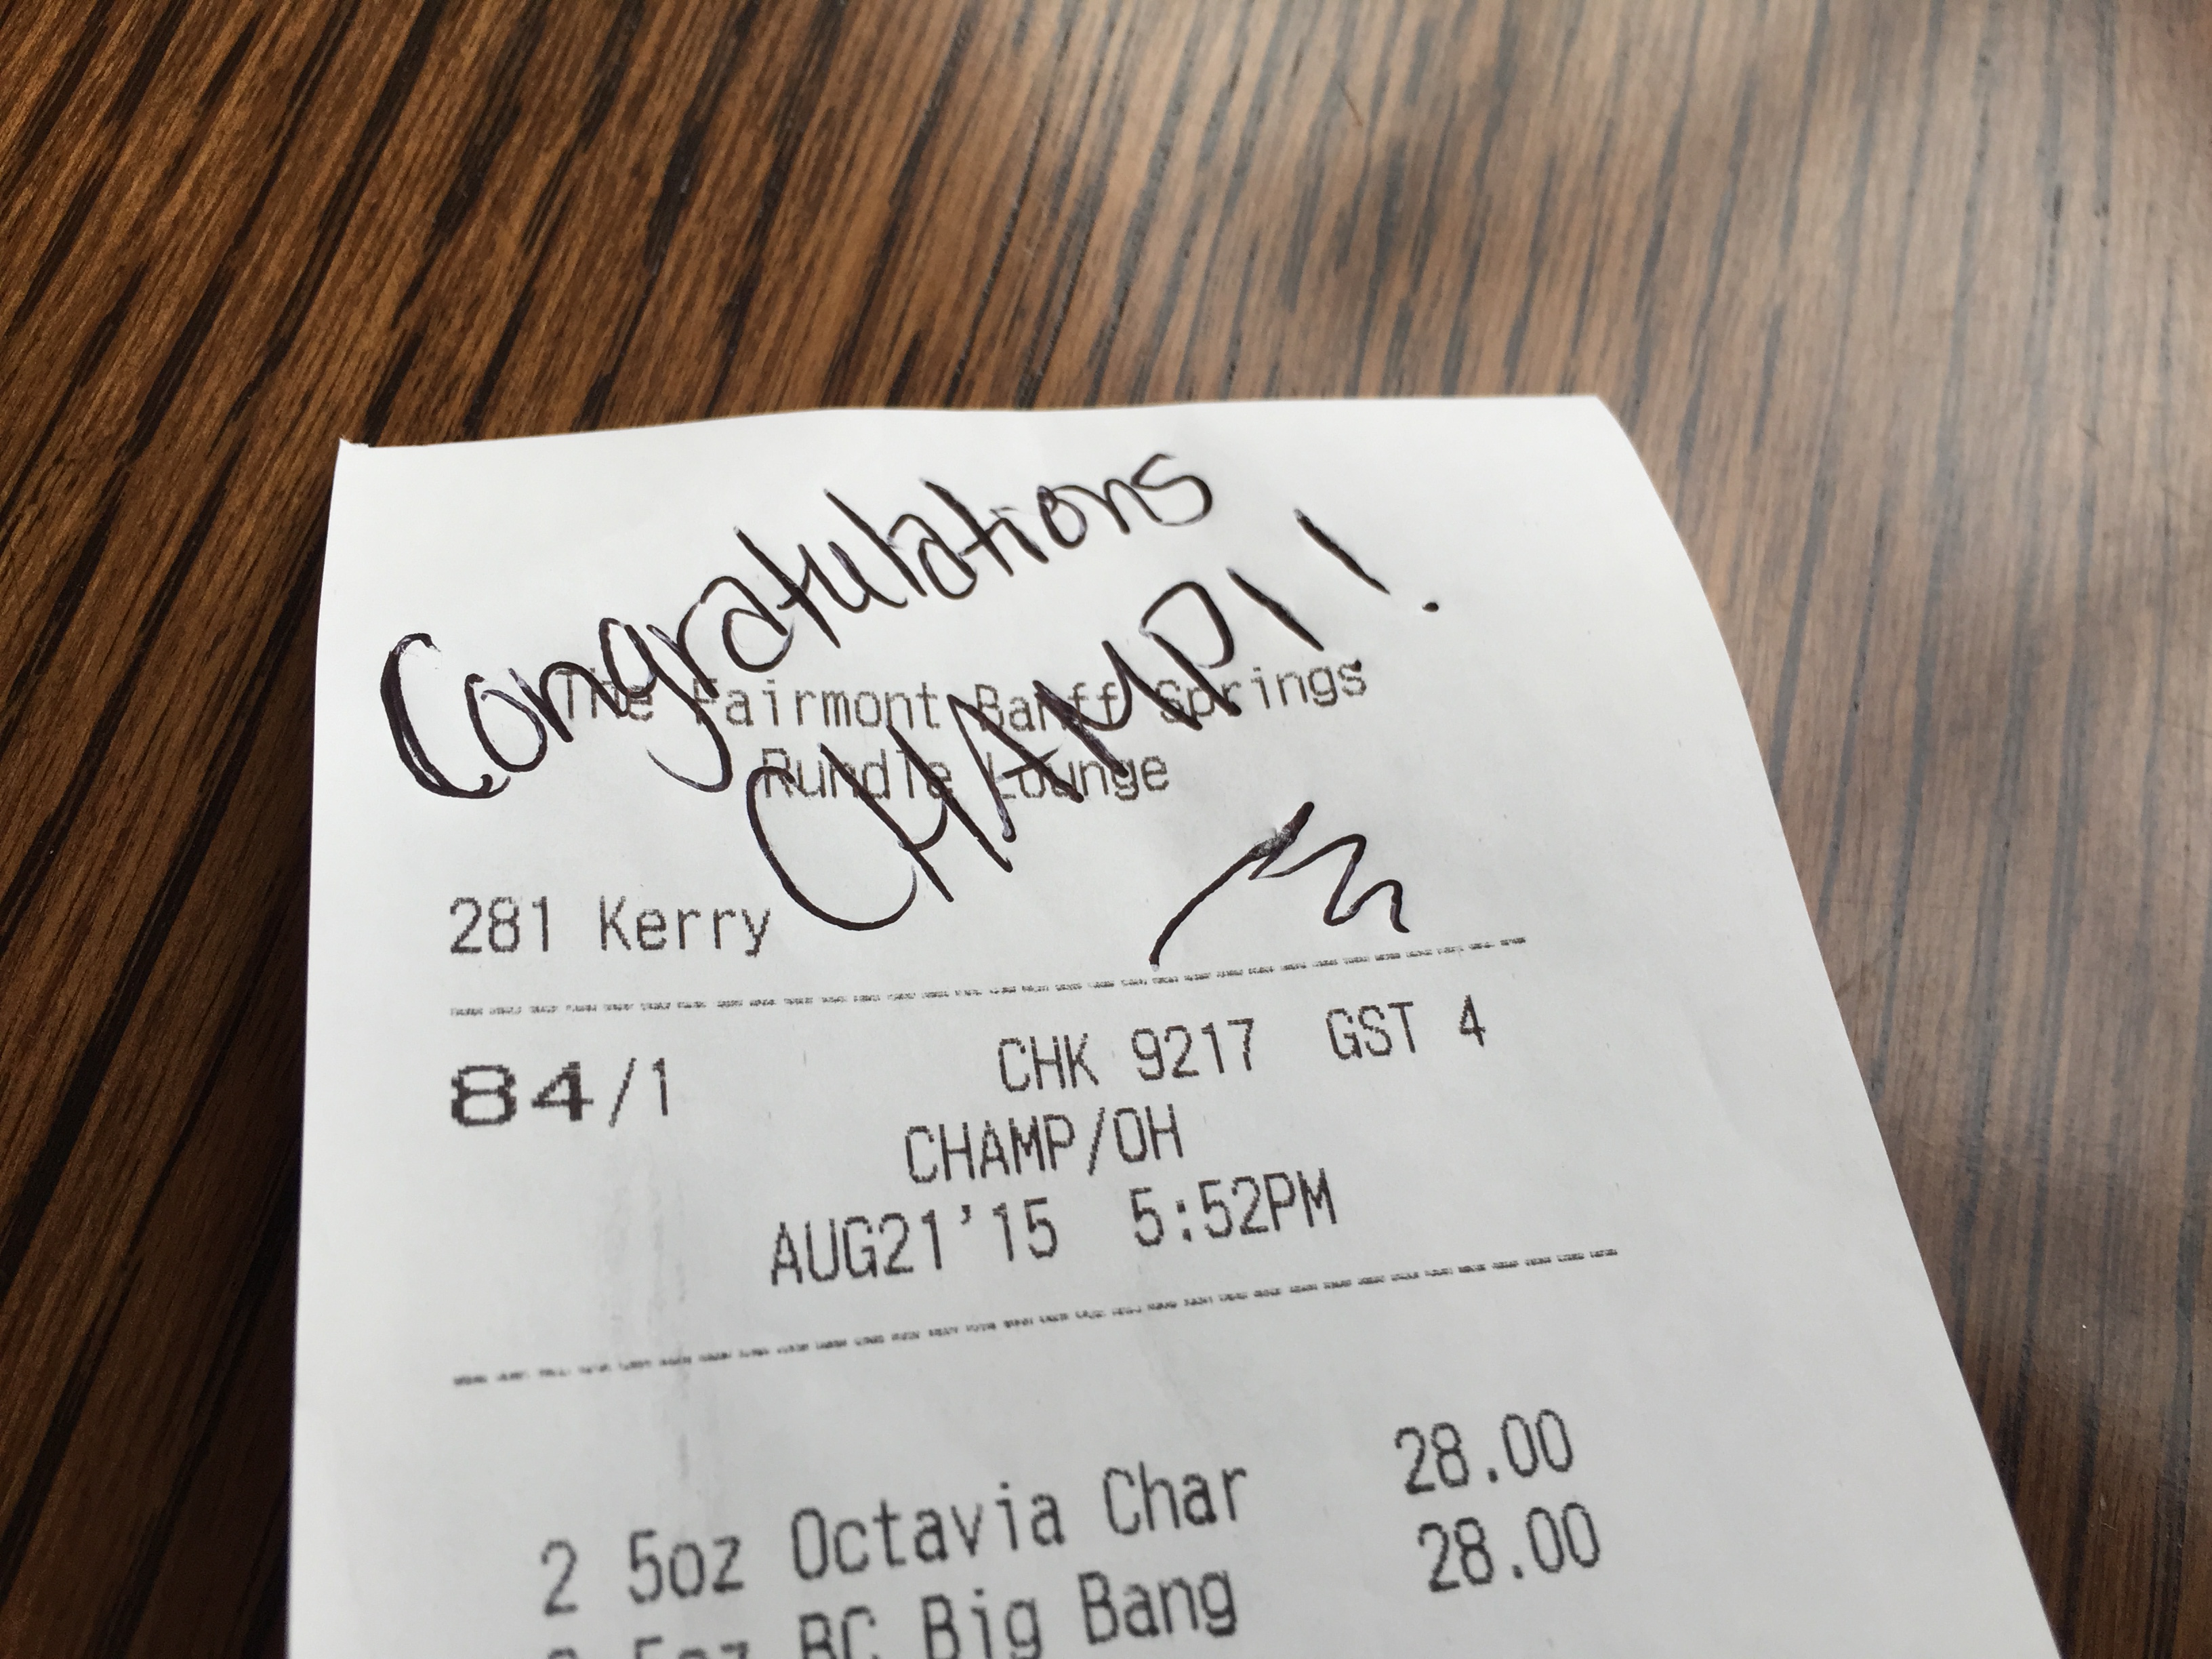 Congratulations
CHAMP!!
The Fairmont Banff Springs
Rundle Lounge
281 Kerry
84/1 CHK 9217 GST 4
CHAMP/OH
AUG21'15 5:52PM
2 5oz Octavia Char 28.00
5oz BC Big Bang 28.00